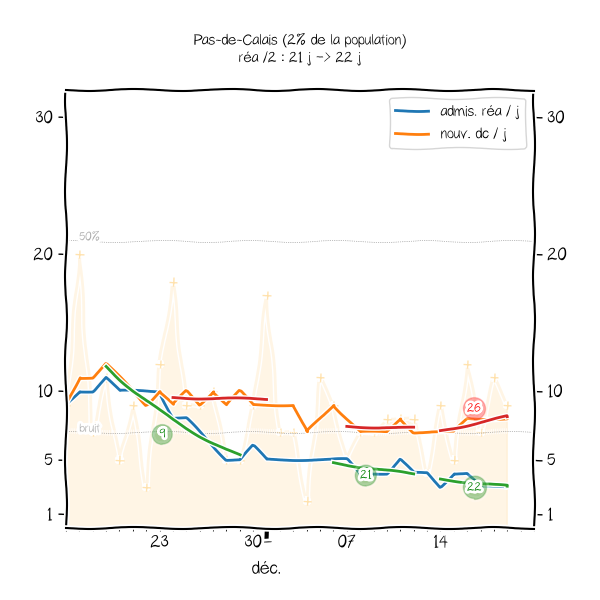 Pas-de-Calais (2% de la population)
réa /2 : 21 j -> 22 j
admis. réa / j
nouv. dc / j
30 30
50%
20 20
10 10
26
bruit
9
5 5
21
22
1 1
23 30 07 14
déc.